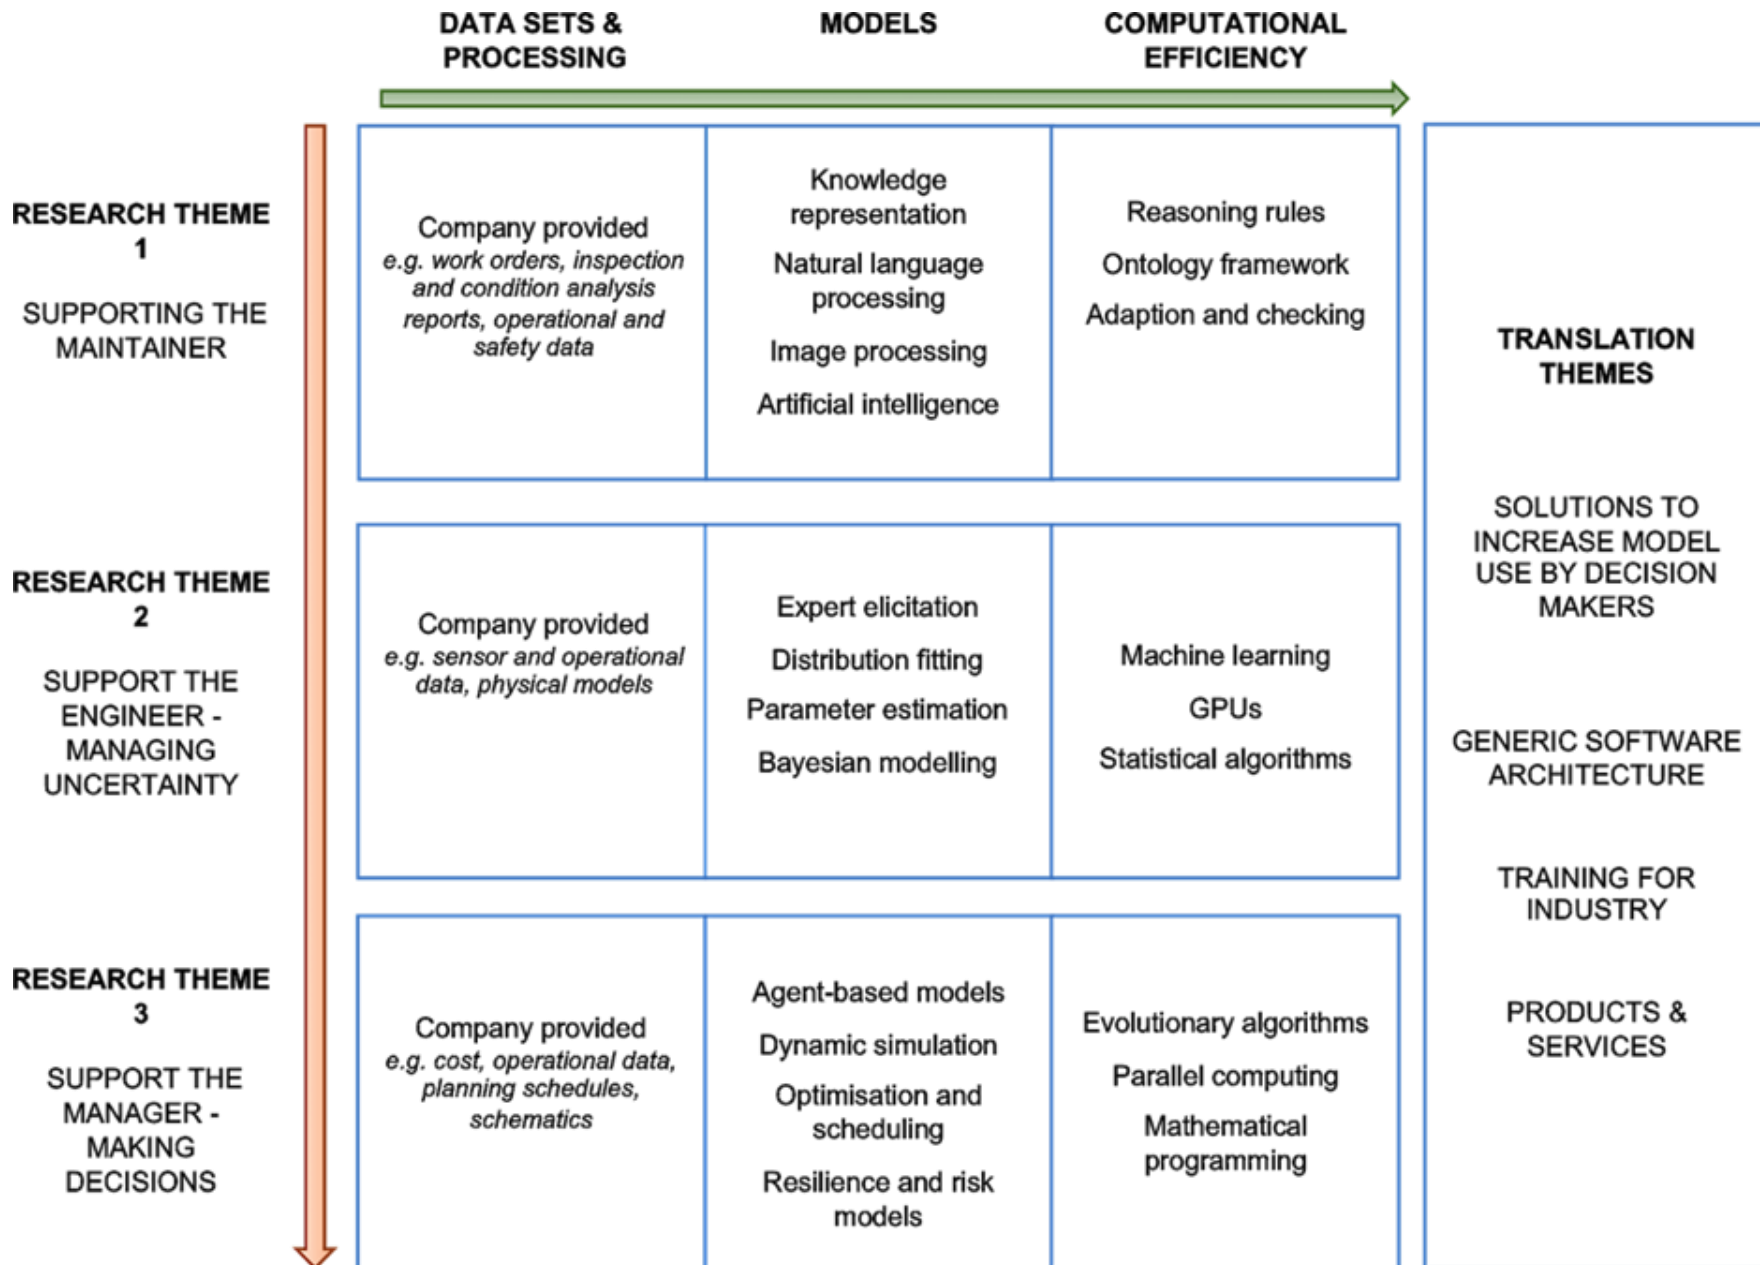 DATA SETS &
PROCESSING
MODELS
COMPUTATIONAL
EFFICIENCY
RESEARCH THEME
1
SUPPORTING THE
MAINTAINER
Company provided
e.g. work orders, inspection
and condition analysis
reports, operational and
safety data
Knowledge
representation
Natural language
processing
Image processing
Artificial intelligence
Reasoning rules
Ontology framework
Adaption and checking
RESEARCH THEME
2
SUPPORT THE
ENGINEER -
MANAGING
UNCERTAINTY
Company provided
e.g. sensor and operational
data, physical models
Expert elicitation
Distribution fitting
Parameter estimation
Bayesian modelling
Machine learning
GPUs
Statistical algorithms
RESEARCH THEME
3
SUPPORT THE
MANAGER -
MAKING
DECISIONS
Company provided
e.g. cost, operational data,
planning schedules,
schematics
Agent-based models
Dynamic simulation
Optimisation and
scheduling
Resilience and risk
models
Evolutionary algorithms
Parallel computing
Mathematical
programming
TRANSLATION
THEMES
SOLUTIONS TO
INCREASE MODEL
USE BY DECISION
MAKERS
GENERIC SOFTWARE
ARCHITECTURE
TRAINING FOR
INDUSTRY
PRODUCTS &
SERVICES